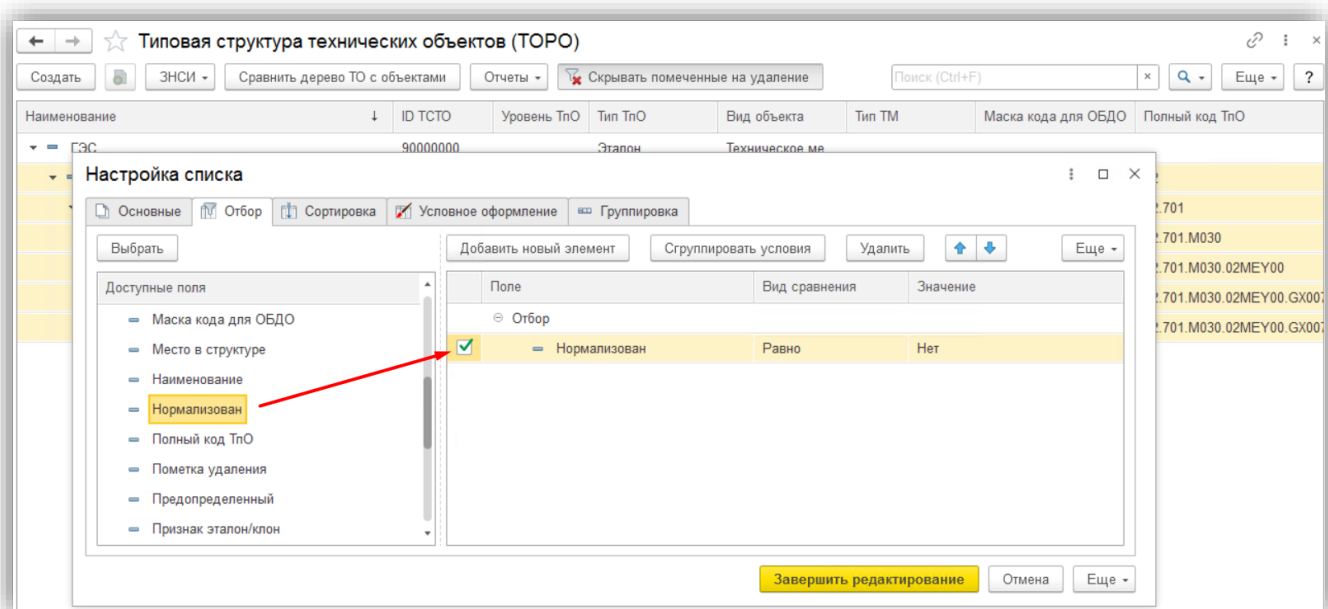 Типовая структура технических объектов (ТОРО)
Создать ЗНСИ Сравнить дерево ТО с объектами Отчеты Скрывать помеченные на удаление Поиск (Ctrl+F) × Еще ?
Наименование ↓ ID ТСТО Уровень ТпО Тип ТпО Вид объекта Тип ТМ Маска кода для ОБДО Полный код ТпО
ГЭС 90000000 Эталон Техническое ме
Настройка списка
Основные Отбор Сортировка Условное оформление Группировка
2.701
Выбрать Добавить новый элемент Сгруппировать условия Удалить Еще
2.701.M030
2.701.M030.02MEY00
Доступные поля Поле Вид сравнения Значение
2.701.M030.02MEY00.GX007
Маска кода для ОБДО Отбор
2.701.M030.02MEY00.GX007
Место в структуре Нормализован Равно Нет
Наименование
Нормализован
Полный код ТпО
Пометка удаления
Предопределенный
Признак эталон/клон
Завершить редактирование Отмена Еще